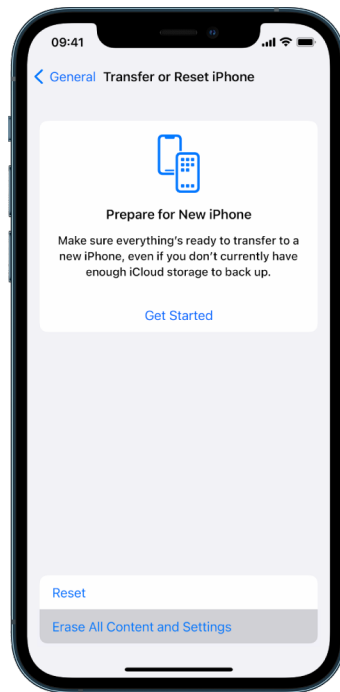 09:41
General Transfer or Reset iPhone
Prepare for New iPhone
Make sure everything's ready to transfer to a
new iPhone, even if you don't currently have
enough iCloud storage to back up.
Get Started
Reset
Erase All Content and Settings